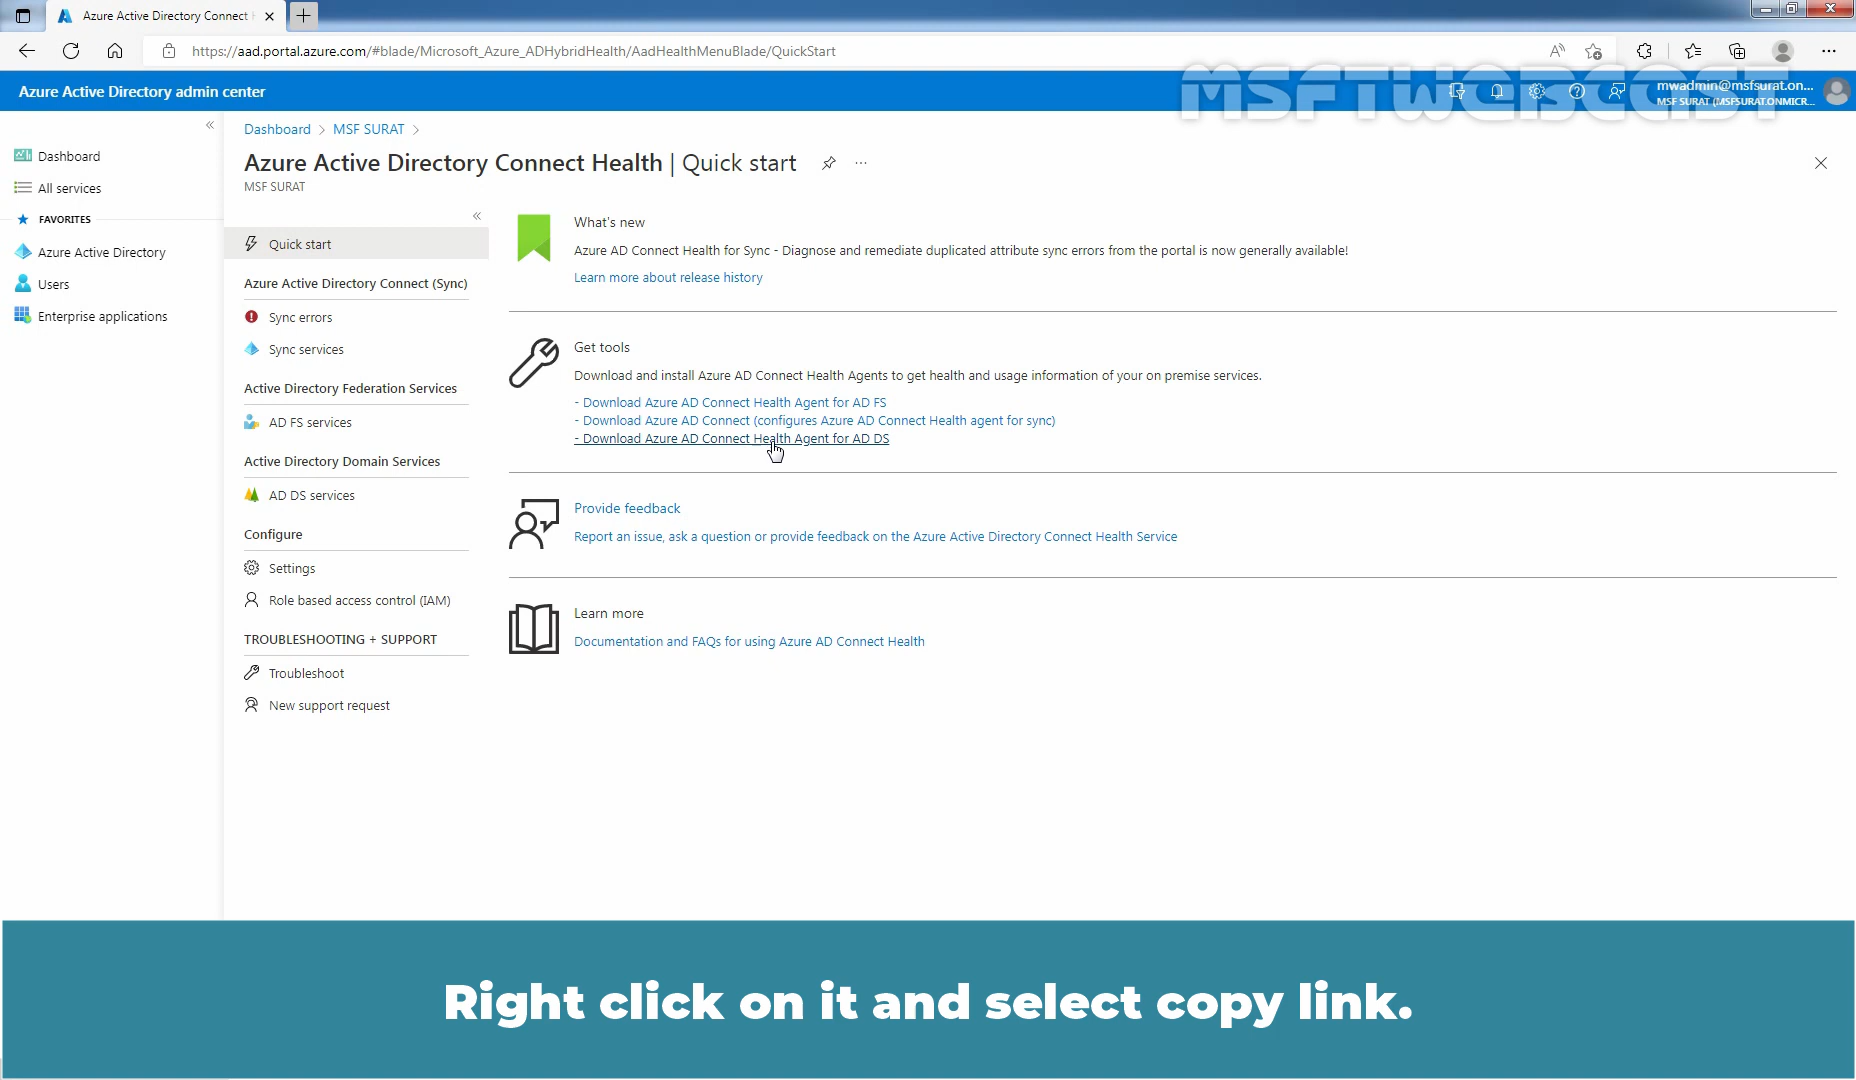 Azure Active Directory Connect H
https://aad.portal.azure.com/#blade/Microsoft_Azure_ADHybridHealth/AadHealthMenuBlade/QuickStart
Azure Active Directory admin center
mwadmin@msfsurat.on...
MSF SURAT (MSFSURAT.ONMICR...
MSFTWEBCAST
Dashboard
All services
FAVORITES
Azure Active Directory
Users
Enterprise applications
Dashboard > MSF SURAT >
Azure Active Directory Connect Health | Quick start
MSF SURAT
Quick start
Azure Active Directory Connect (Sync)
Sync errors
Sync services
Active Directory Federation Services
AD FS services
Active Directory Domain Services
AD DS services
Configure
Settings
Role based access control (IAM)
TROUBLESHOOTING + SUPPORT
Troubleshoot
New support request
What's new
Azure AD Connect Health for Sync - Diagnose and remediate duplicated attribute sync errors from the portal is now generally available!
Learn more about release history
Get tools
Download and install Azure AD Connect Health Agents to get health and usage information of your on premise services.
- Download Azure AD Connect Health Agent for AD FS
- Download Azure AD Connect (configures Azure AD Connect Health agent for sync)
- Download Azure AD Connect Health Agent for AD DS
Provide feedback
Report an issue, ask a question or provide feedback on the Azure Active Directory Connect Health Service
Learn more
Documentation and FAQs for using Azure AD Connect Health
Right click on it and select copy link.